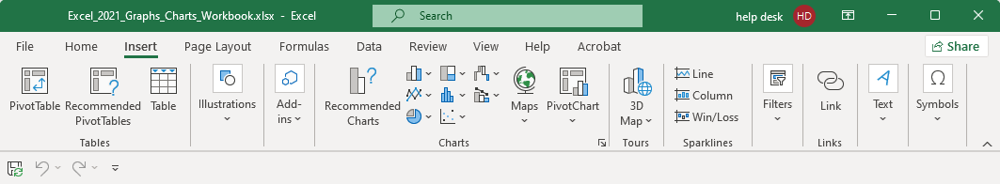 Excel_2021_Graphs_Charts_Workbook.xlsx - Excel
Search
help desk
HD
File Home Insert Page Layout Formulas Data Review View Help Acrobat
Share
PivotTable
Recommended
PivotTables
Table
Tables
Illustrations
Add-
ins
Recommended
Charts
Maps
PivotChart
Charts
3D
Map
Tours
Line
Column
Win/Loss
Sparklines
Filters
Link
Links
Text
Symbols